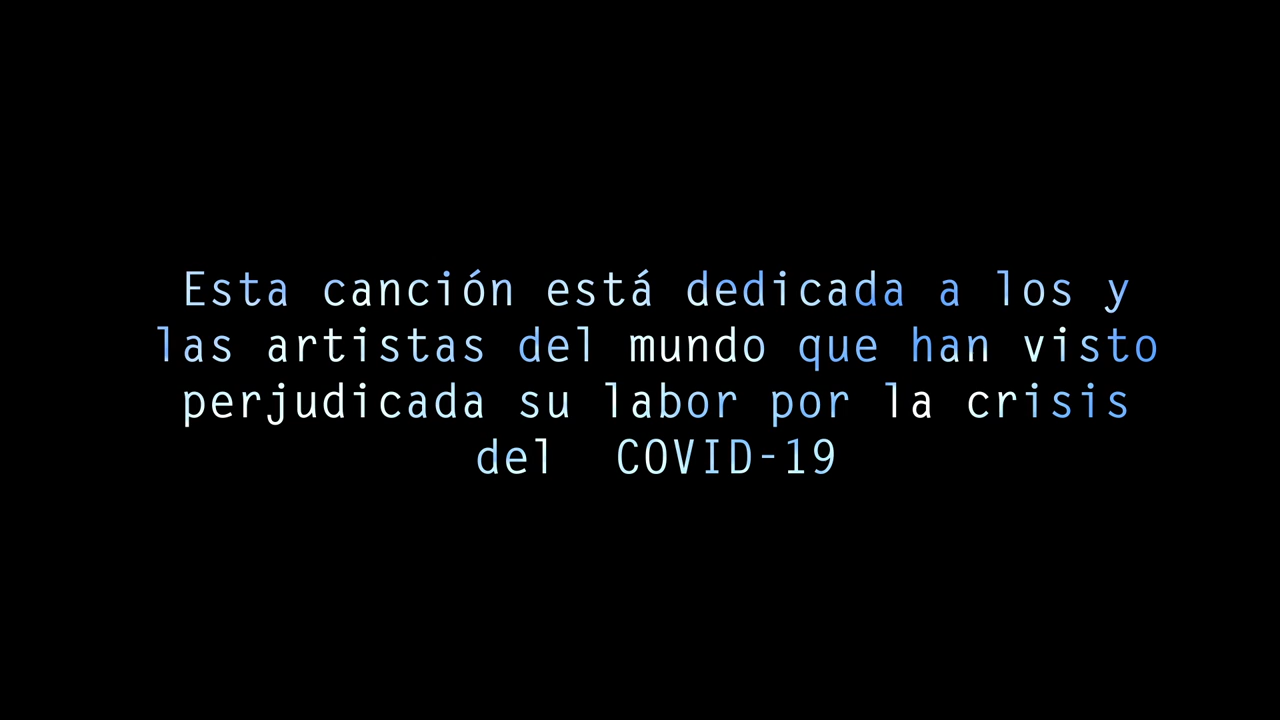 Esta canción está dedicada a los y
las artistas del mundo que han visto
perjudicada su labor por la crisis
del  COVID-19